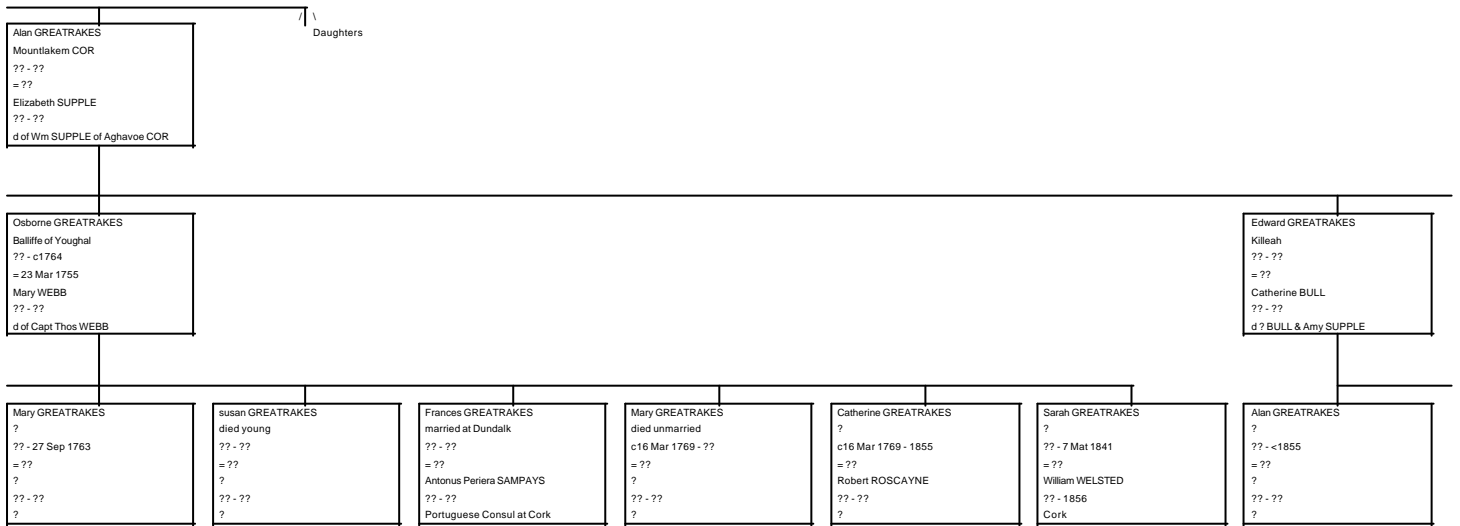 / \
Daughters
Alan GREATRAKES
Mountlakem COR
?? - ??
= ??
Elizabeth SUPPLE
?? - ??
d of Wm SUPPLE of Aghavoe COR
Osborne GREATRAKES
Balliffe of Youghal
?? - c1764
= 23 Mar 1755
Mary WEBB
?? - ??
d of Capt Thos WEBB
Edward GREATRAKES
Killeah
?? - ??
= ??
Catherine BULL
?? - ??
d ? BULL & Amy SUPPLE
Mary GREATRAKES
?
?? - 27 Sep 1763
= ??
?
?? - ??
?
susan GREATRAKES
died young
?? - ??
= ??
?
?? - ??
?
Frances GREATRAKES
married at Dundalk
?? - ??
= ??
Antonus Periera SAMPAYS
?? - ??
Portuguese Consul at Cork
Mary GREATRAKES
died unmarried
c16 Mar 1769 - ??
= ??
?
?? - ??
?
Catherine GREATRAKES
?
c16 Mar 1769 - 1855
= ??
Robert ROSCAYNE
?? - ??
?
Sarah GREATRAKES
?
?? - 7 Mat 1841
= ??
William WELSTED
?? - 1856
Cork
Alan GREATRAKES
?
?? - <1855
= ??
?
?? - ??
?